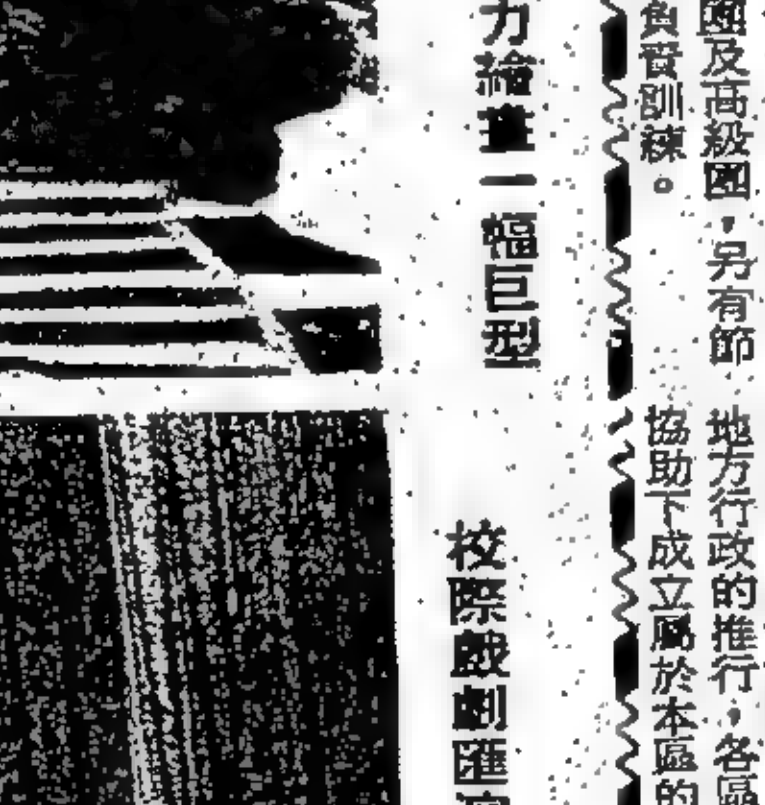 團及高級團，另有節
負責訓練。
地方行政的推行，各區
協助下成立屬於本區的
力繪畫一幅巨型
校際戲劇匯